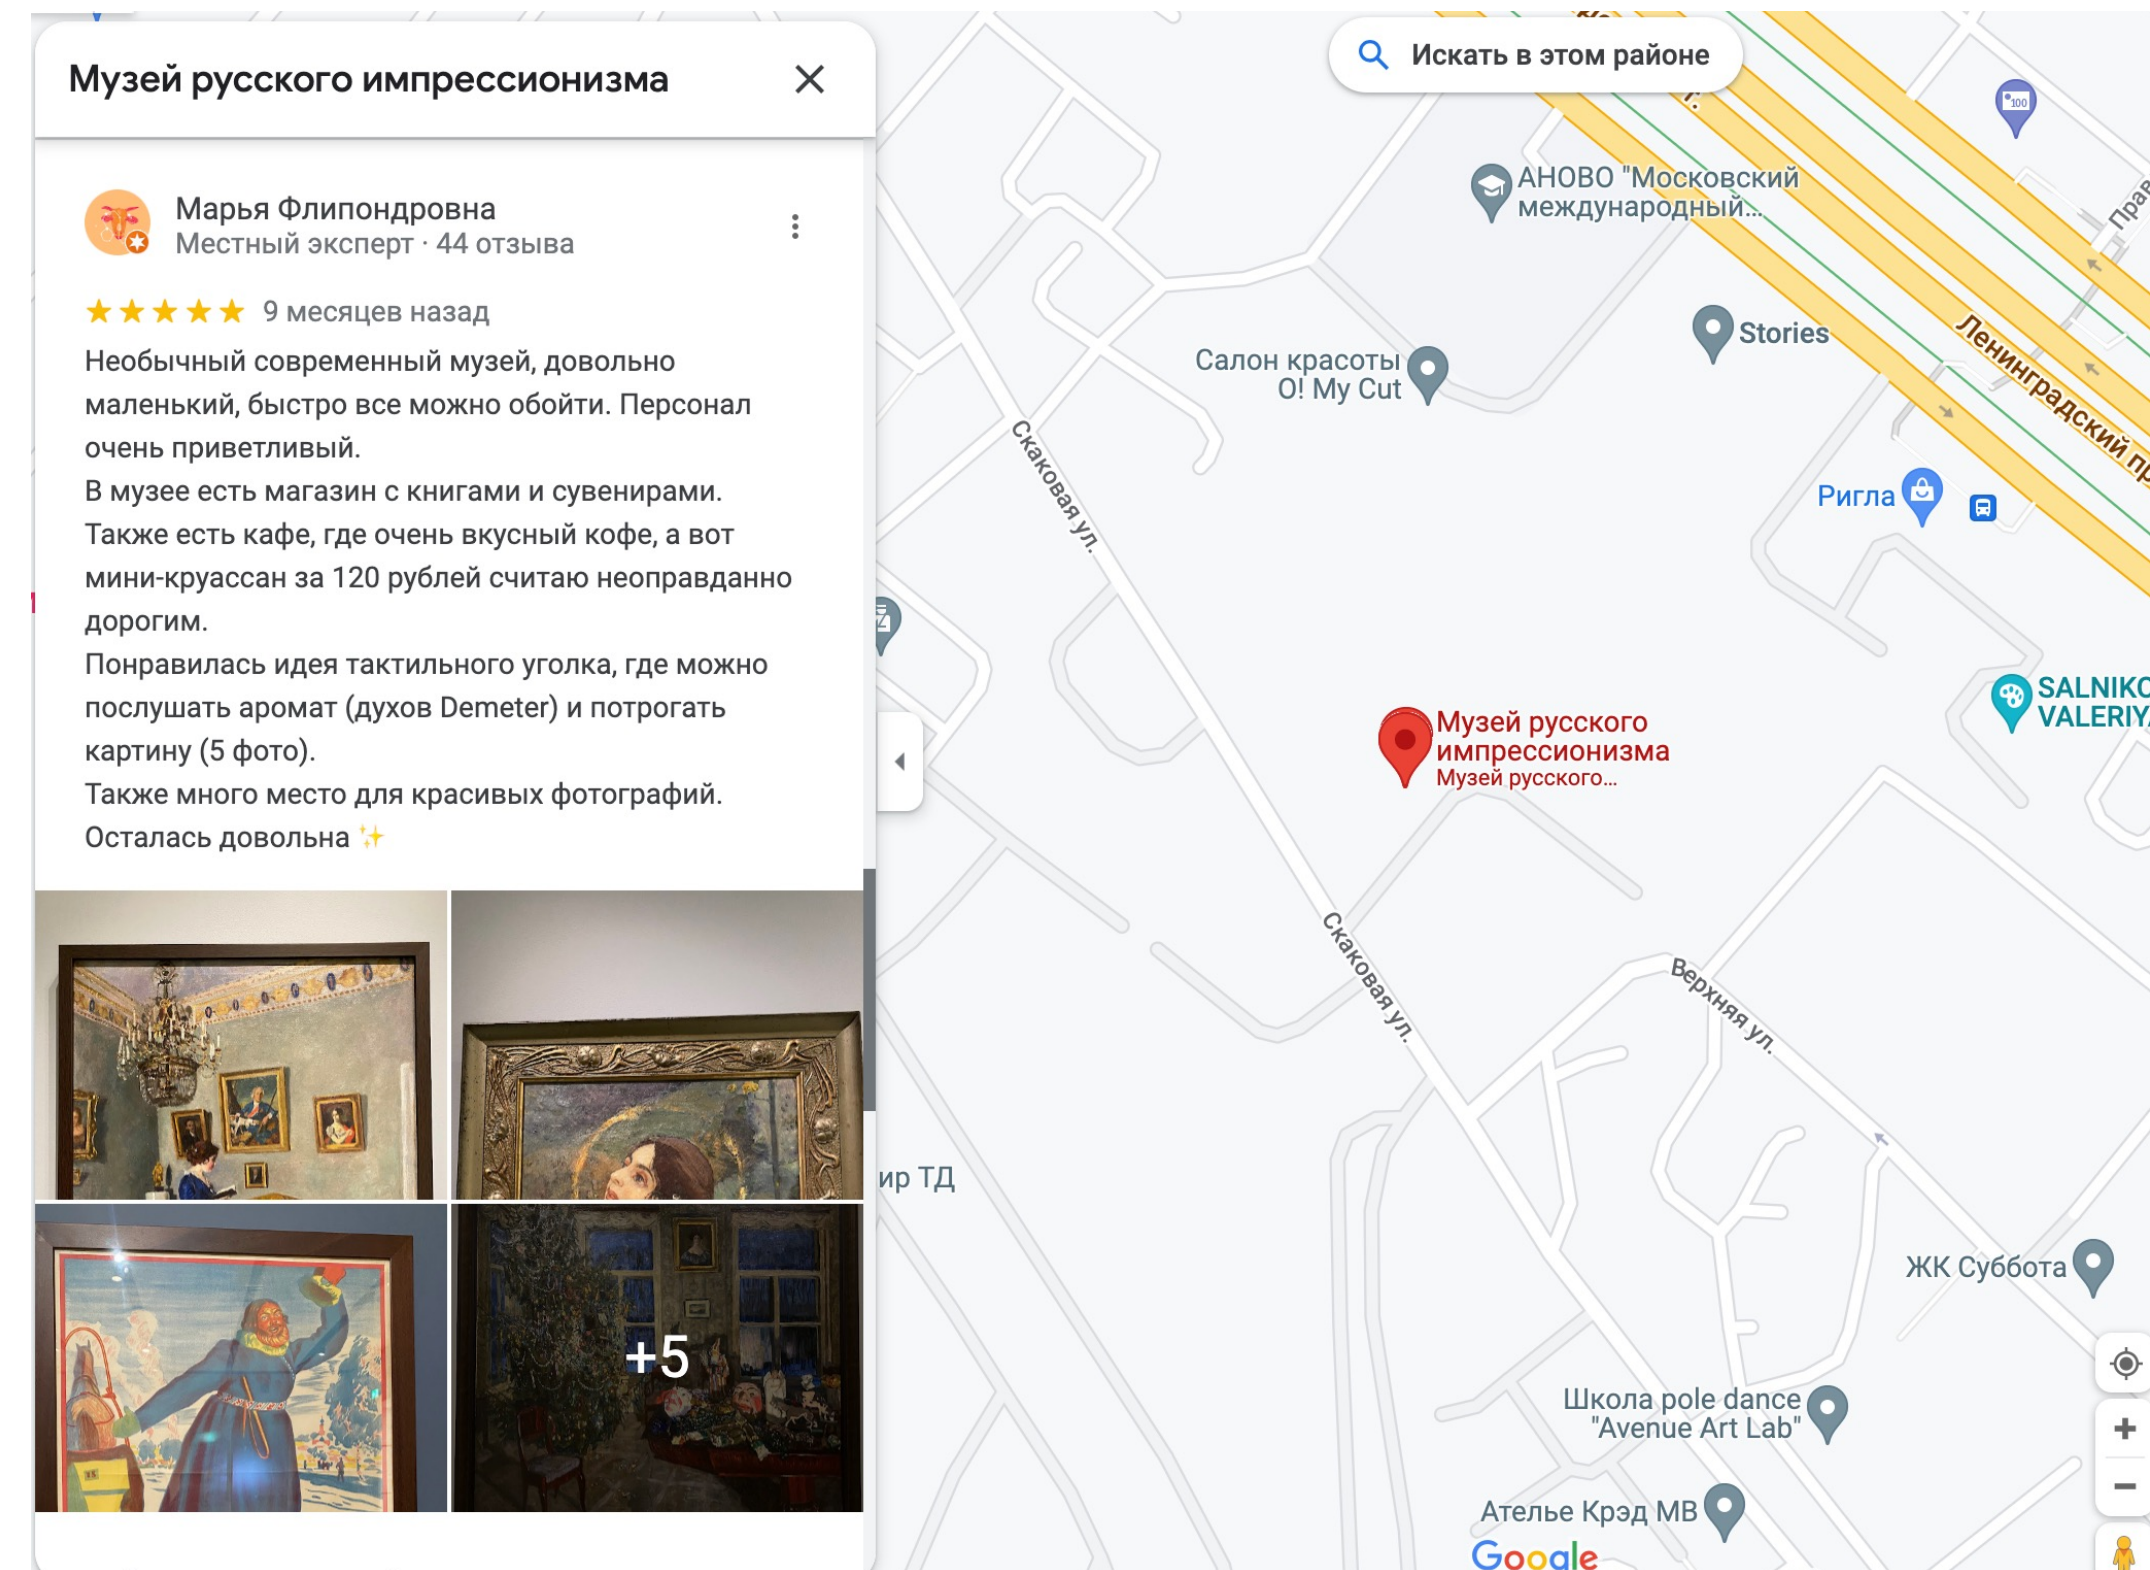 Музей русского импрессионизма
Марья Флипондровна
Местный эксперт · 44 отзыва
9 месяцев назад
Необычный современный музей, довольно
маленький, быстро все можно обойти. Персонал
очень приветливый.
В музее есть магазин с книгами и сувенирами.
Также есть кафе, где очень вкусный кофе, а вот
мини-круассан за 120 рублей считаю неоправданно
дорогим.
Понравилась идея тактильного уголка, где можно
послушать аромат (духов Demeter) и потрогать
картину (5 фото).
Также много место для красивых фотографий.
Осталась довольна ✨
+5
Искать в этом районе
100
АНОВО "Московский
международный...
Stories
Салон красоты
O! My Cut
Ленинградский пр
Прав
Скаковая ул.
Ригла
SALNIKO
VALERIY
Музей русского
импрессионизма
Музей русского...
Скаковая ул.
Верхняя ул.
ир ТД
ЖК Суббота
Школа pole dance
"Avenue Art Lab"
Ателье Крэд МВ
Google